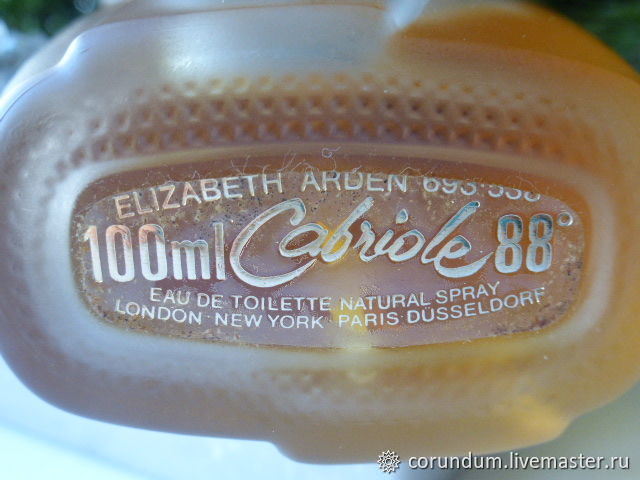 ELIZABETH ARDEN 693·538
100ml Cabriole 88°
EAU DE TOILETTE NATURAL SPRAY
LONDON · NEW YORK · PARIS · DÜSSELDORF
corundum.livemaster.ru